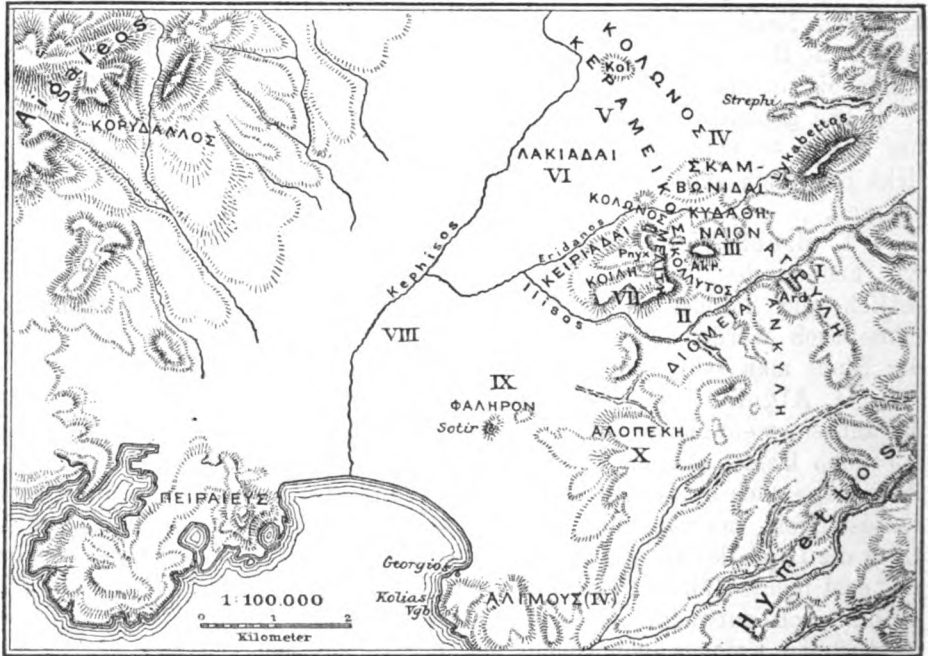 ΚΟΛΩΝΟΣ
ΚΕΡΑΜΕΙΚΟΣ
Kol
Aigaleos
ΚΟΡΥΔΑΛΛΟΣ
Strephi
V
IV
Lykabettos
ΛΑΚΙΑΔΑΙ
VI
ΣΚΑΜ-
ΒΩΝΙΔΑΙ
ΚΟΛΩΝΟΣ
ΚΥΔΑΘΗ-
ΝΑΙΟΝ
III
Eridanos
ΚΕΙΡΙΑΔΑΙ
ΜΕΛΙΤΗ
Pnyx
Akr.
ΚΟΛΛΥΤΟΣ
ΚΟΙΛΗ
VII
Kephisos
Ilisos
II
ΑΓΡΥΛΗ
I
Ard
ΔΙΟΜΕΙΑ
ΑΝΚΥΛΗ
VIII
IX
ΦΑΛΗΡΟΝ
Sotir
ΑΛΟΠΕΚΗ
X
Hymettos
ΠΕΙΡΑΙΕΥΣ
Georgios
Kolias
Vgb
ΑΛΙΜΟΥΣ (IV)
1:100.000
0 1 2
Kilometer